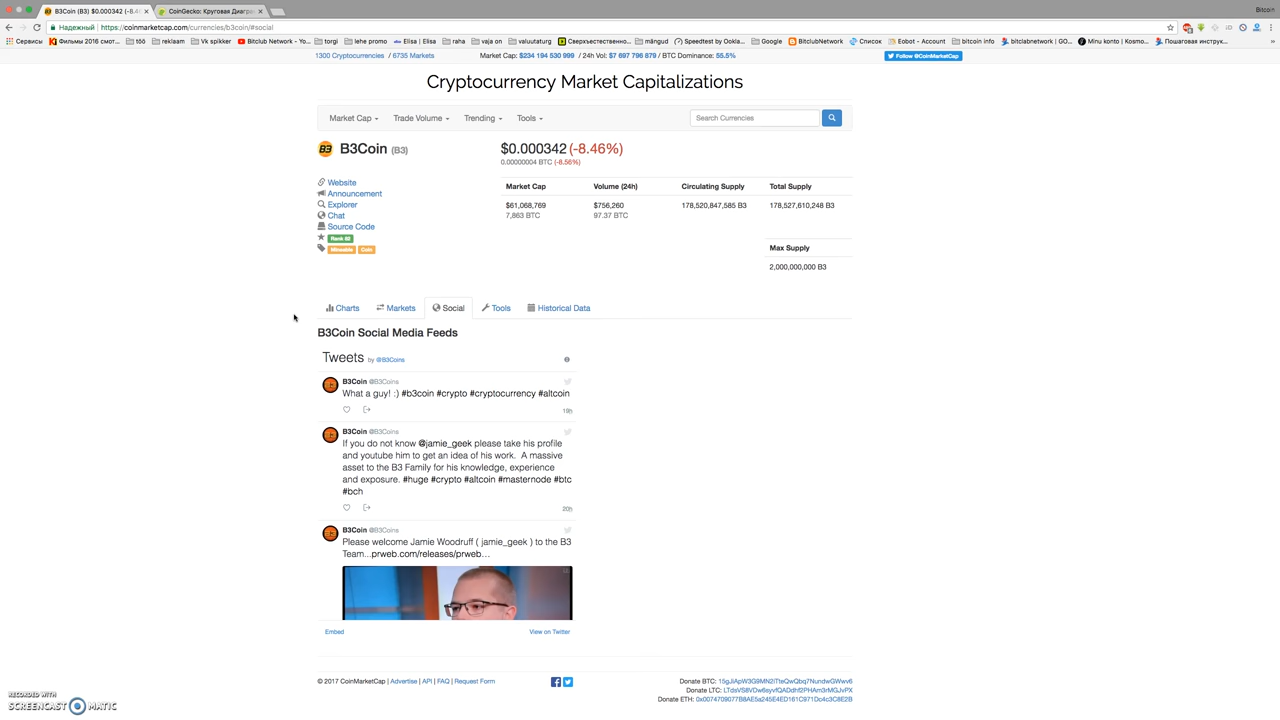 B3Coin (B3) $0.000342 (-8.4
CoinGecko: Круговая Диагра
Bitcoin
Надежный
https://coinmarketcap.com/currencies/b3coin/#social
Сервисы
Фильмы 2016 смот...
töö
reklaam
Vk spikker
Bitclub Network - Yo...
torgi
lehe promo
Elisa | Elisa
raha
vaja on
valuutaturg
Сверхъестественно...
mängud
Speedtest by Ookla...
Google
BitclubNetwork
Список
Eobot - Account
bitcoin info
bitclabnetwork | GO...
Minu konto | Kosmo...
Пошаговая инструк...
1300 Cryptocurrencies / 6735 Markets
Market Cap: $234 194 530 999 / 24h Vol: $7 697 796 879 / BTC Dominance: 55.5%
Follow @CoinMarketCap
Cryptocurrency Market Capitalizations
Market Cap
Trade Volume
Trending
Tools
Search Currencies
B3Coin (B3)
$0.000342 (-8.46%)
0.00000004 BTC (-8.56%)
Website
Announcement
Explorer
Chat
Source Code
Rank 62
Mineable
Coin
Market Cap
Volume (24h)
Circulating Supply
Total Supply
$61,068,769
$756,260
178,520,847,585 B3
178,527,610,248 B3
7,863 BTC
97.37 BTC
Max Supply
2,000,000,000 B3
Charts
Markets
Social
Tools
Historical Data
B3Coin Social Media Feeds
Tweets by @B3Coins
B3Coin @B3Coins
What a guy! :) #b3coin #crypto #cryptocurrency #altcoin
19h
B3Coin @B3Coins
If you do not know @jamie_geek please take his profile
and youtube him to get an idea of his work. A massive
asset to the B3 Family for his knowledge, experience
and exposure. #huge #crypto #altcoin #masternode #btc
#bch
20h
B3Coin @B3Coins
Please welcome Jamie Woodruff ( jamie_geek ) to the B3
Team...prweb.com/releases/prweb...
Embed
View on Twitter
© 2017 CoinMarketCap | Advertise | API | FAQ | Request Form
Donate BTC:
Donate LTC:
Donate ETH:
RECORDED WITH
SCREENCAST MATIC